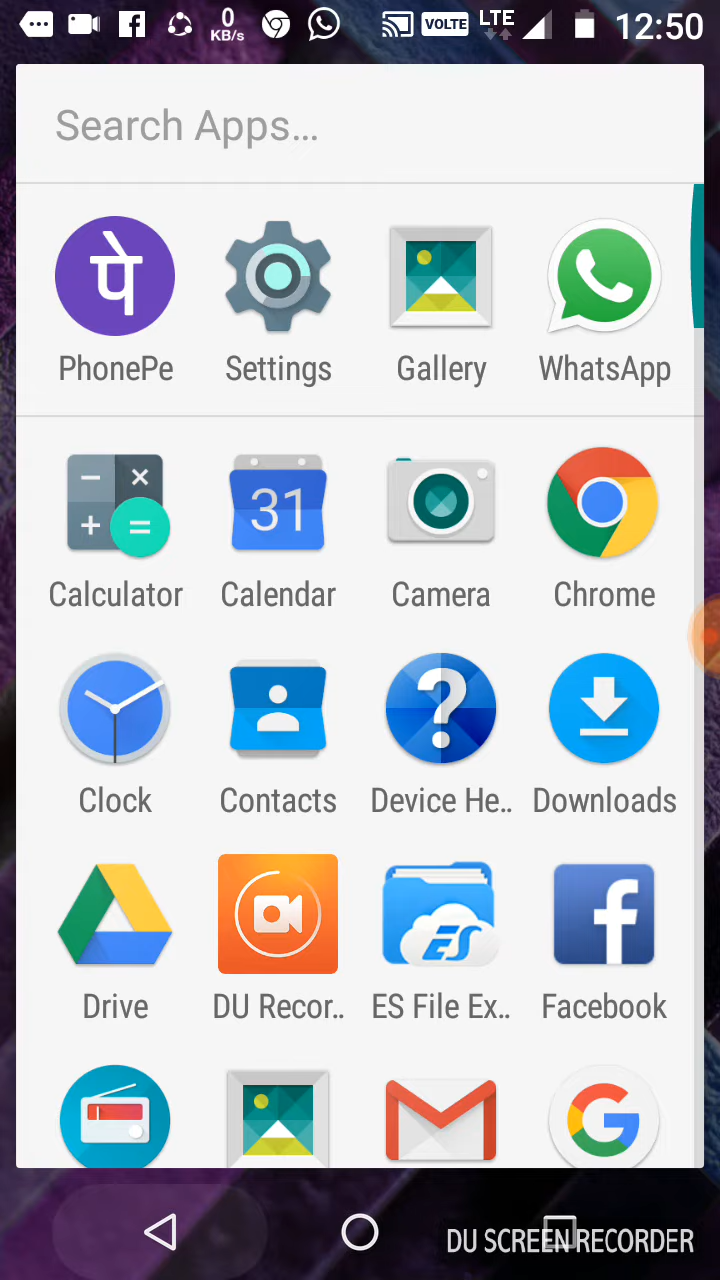 0
KB/s
VOLTE
LTE
12:50
Search Apps...
पे
PhonePe
Settings
Gallery
WhatsApp
31
Calculator
Calendar
Camera
Chrome
Clock
Contacts
Device He..
Downloads
ES
Drive
DU Recor..
ES File Ex..
Facebook
DU SCREEN RECORDER